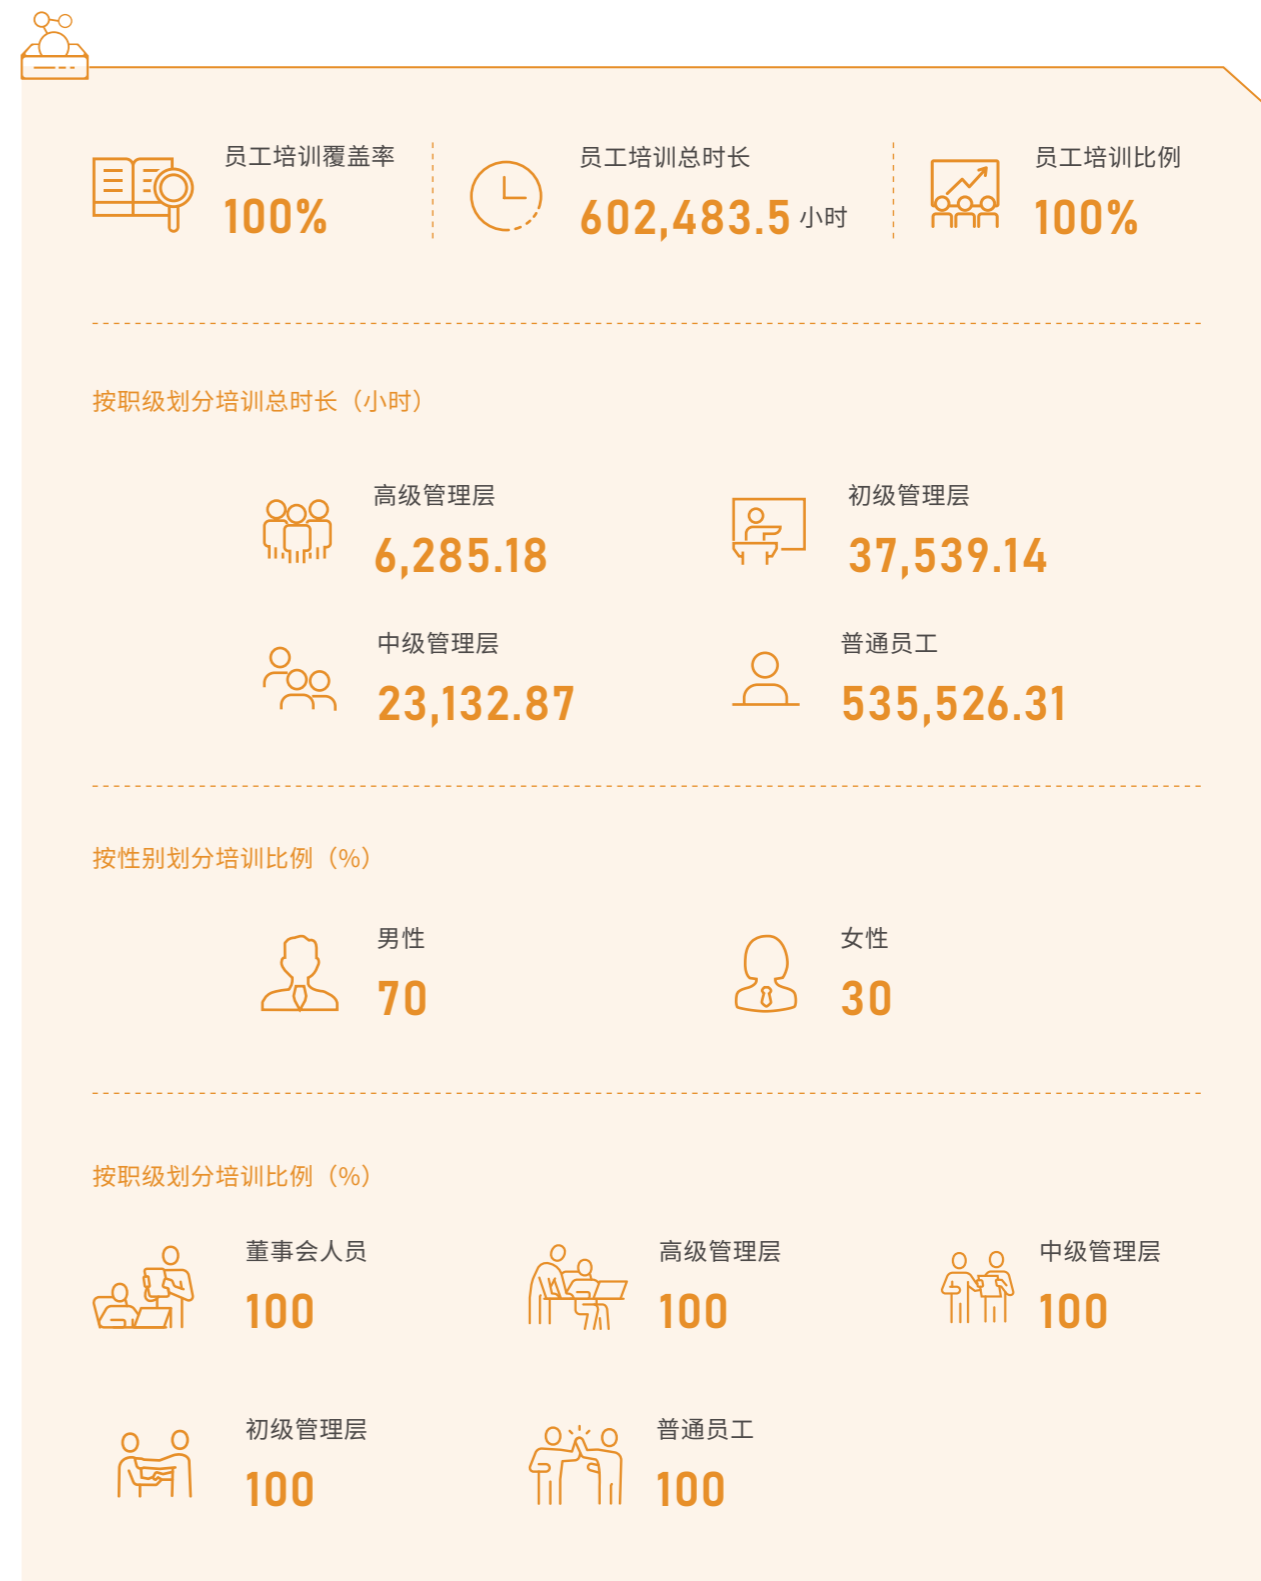 员工培训覆盖率
100%
员工培训总时长
602,483.5 小时
员工培训比例
100%
按职级划分培训总时长（小时）
高级管理层
6,285.18
初级管理层
37,539.14
中级管理层
23,132.87
普通员工
535,526.31
按性别划分培训比例（%）
男性
70
女性
30
按职级划分培训比例（%）
董事会人员
100
高级管理层
100
中级管理层
100
初级管理层
100
普通员工
100